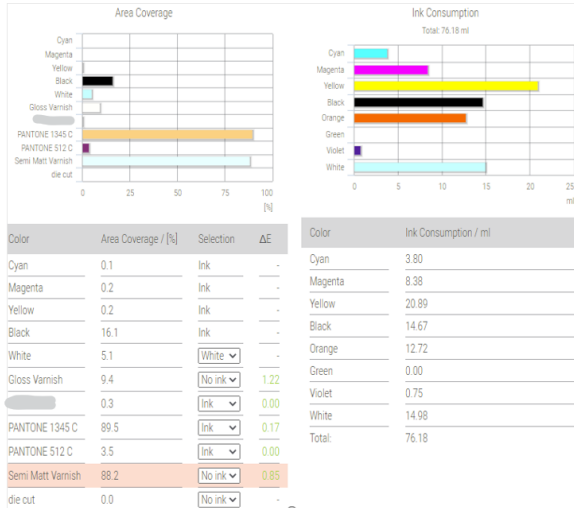 Area Coverage
Cyan
Magenta
Yellow
Black
White
Gloss Varnish
PANTONE 1345 C
PANTONE 512 C
Semi Matt Varnish
die cut
0 25 50 75 100
[%]
Ink Consumption
Total: 76.18 ml
Cyan
Magenta
Yellow
Black
Orange
Green
Violet
White
0 5 10 15 20 25
ml
Color Area Coverage / [%] Selection ΔE
Cyan 0.1 Ink -
Magenta 0.2 Ink -
Yellow 0.2 Ink -
Black 16.1 Ink -
White 5.1 White -
Gloss Varnish 9.4 No ink 1.22
0.3 Ink 0.00
PANTONE 1345 C 89.5 Ink 0.17
PANTONE 512 C 3.5 Ink 0.00
Semi Matt Varnish 88.2 No ink 0.85
die cut 0.0 No ink -
Color Ink Consumption / ml
Cyan 3.80
Magenta 8.38
Yellow 20.89
Black 14.67
Orange 12.72
Green 0.00
Violet 0.75
White 14.98
Total: 76.18